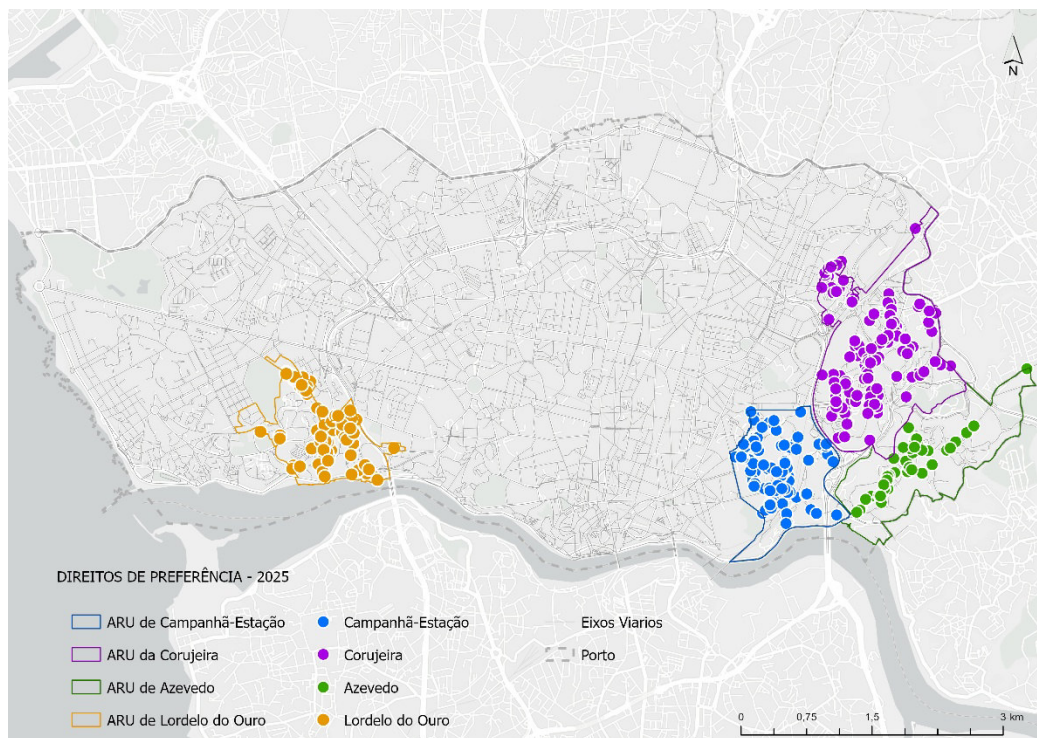 N
DIREITOS DE PREFERÊNCIA - 2025
ARU de Campanhã-Estação
Campanhã-Estação
Eixos Viarios
ARU da Corujeira
Corujeira
Porto
ARU de Azevedo
Azevedo
ARU de Lordelo do Ouro
Lordelo do Ouro
0 0,75 1,5 3 km